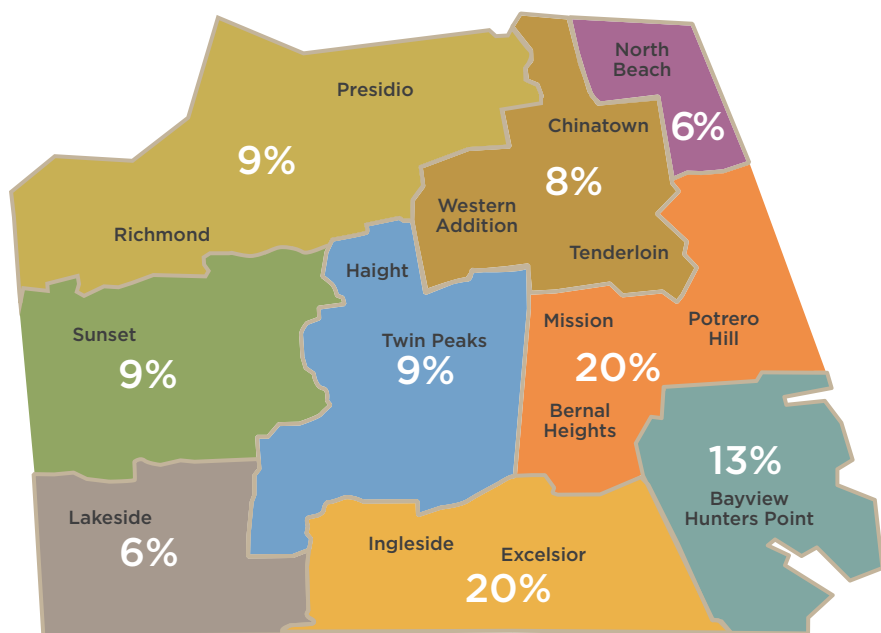 North
Beach
6%
Presidio
9%
Richmond
Chinatown
8%
Western
Addition
Tenderloin
Haight
Twin Peaks
9%
Sunset
9%
Mission
Potrero
Hill
20%
Bernal
Heights
13%
Bayview
Hunters Point
Lakeside
6%
Ingleside
Excelsior
20%